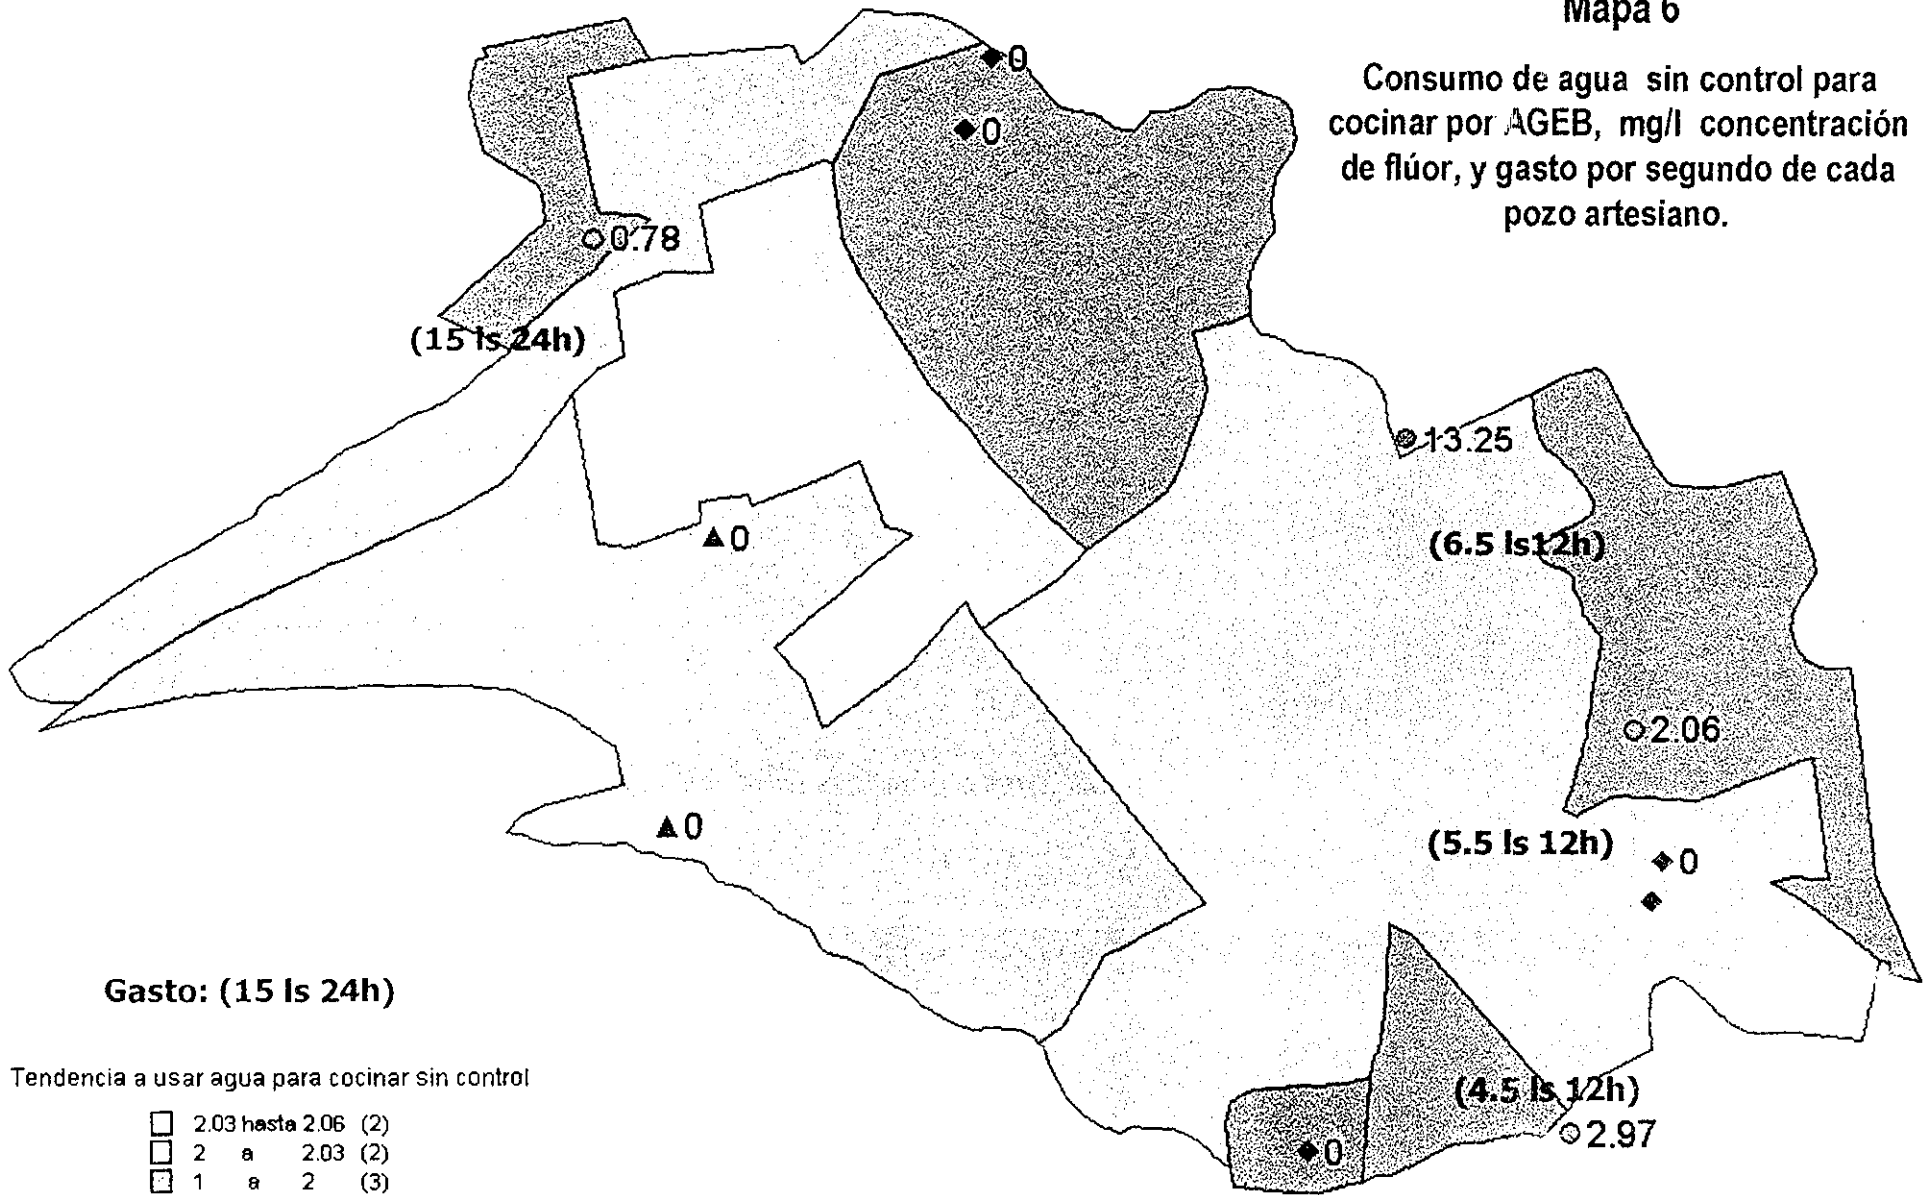 Mapa 6
Consumo de agua sin control para
cocinar por AGEB, mg/l concentración
de flúor, y gasto por segundo de cada
pozo artesiano.
0
0
0.78
(15 ls 24h)
13.25
0
(6.5 ls12h)
2.06
0
(5.5 ls 12h)
0
Gasto: (15 ls 24h)
(4.5 ls 12h)
2.97
0
Tendencia a usar agua para cocinar sin control
2.03 hasta 2.06 (2)
2 a 2.03 (2)
1 a 2 (3)